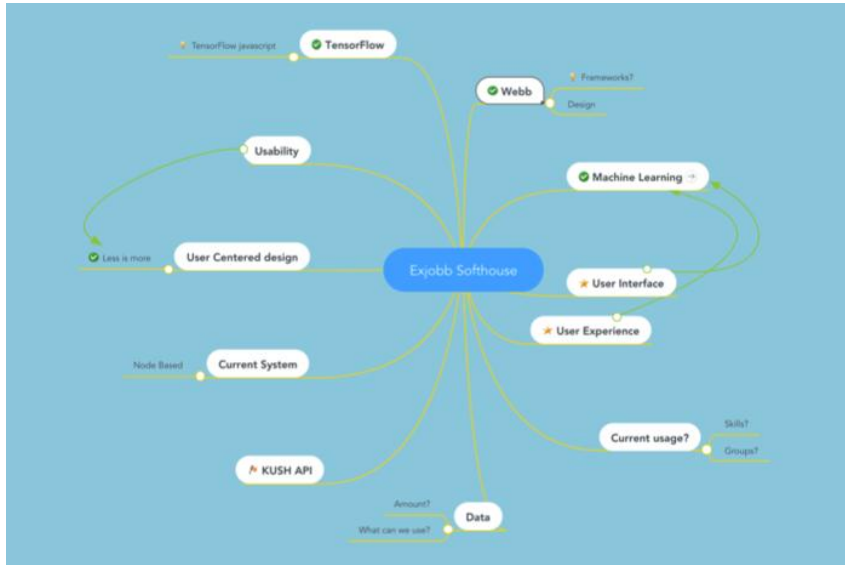 TensorFlow javascript
TensorFlow
Webb
Frameworks?
Design
Usability
Machine Learning
Less is more
User Centered design
Exjobb Softhouse
User Interface
User Experience
Node Based
Current System
Current usage?
Skills?
Groups?
KUSH API
Amount?
What can we use?
Data